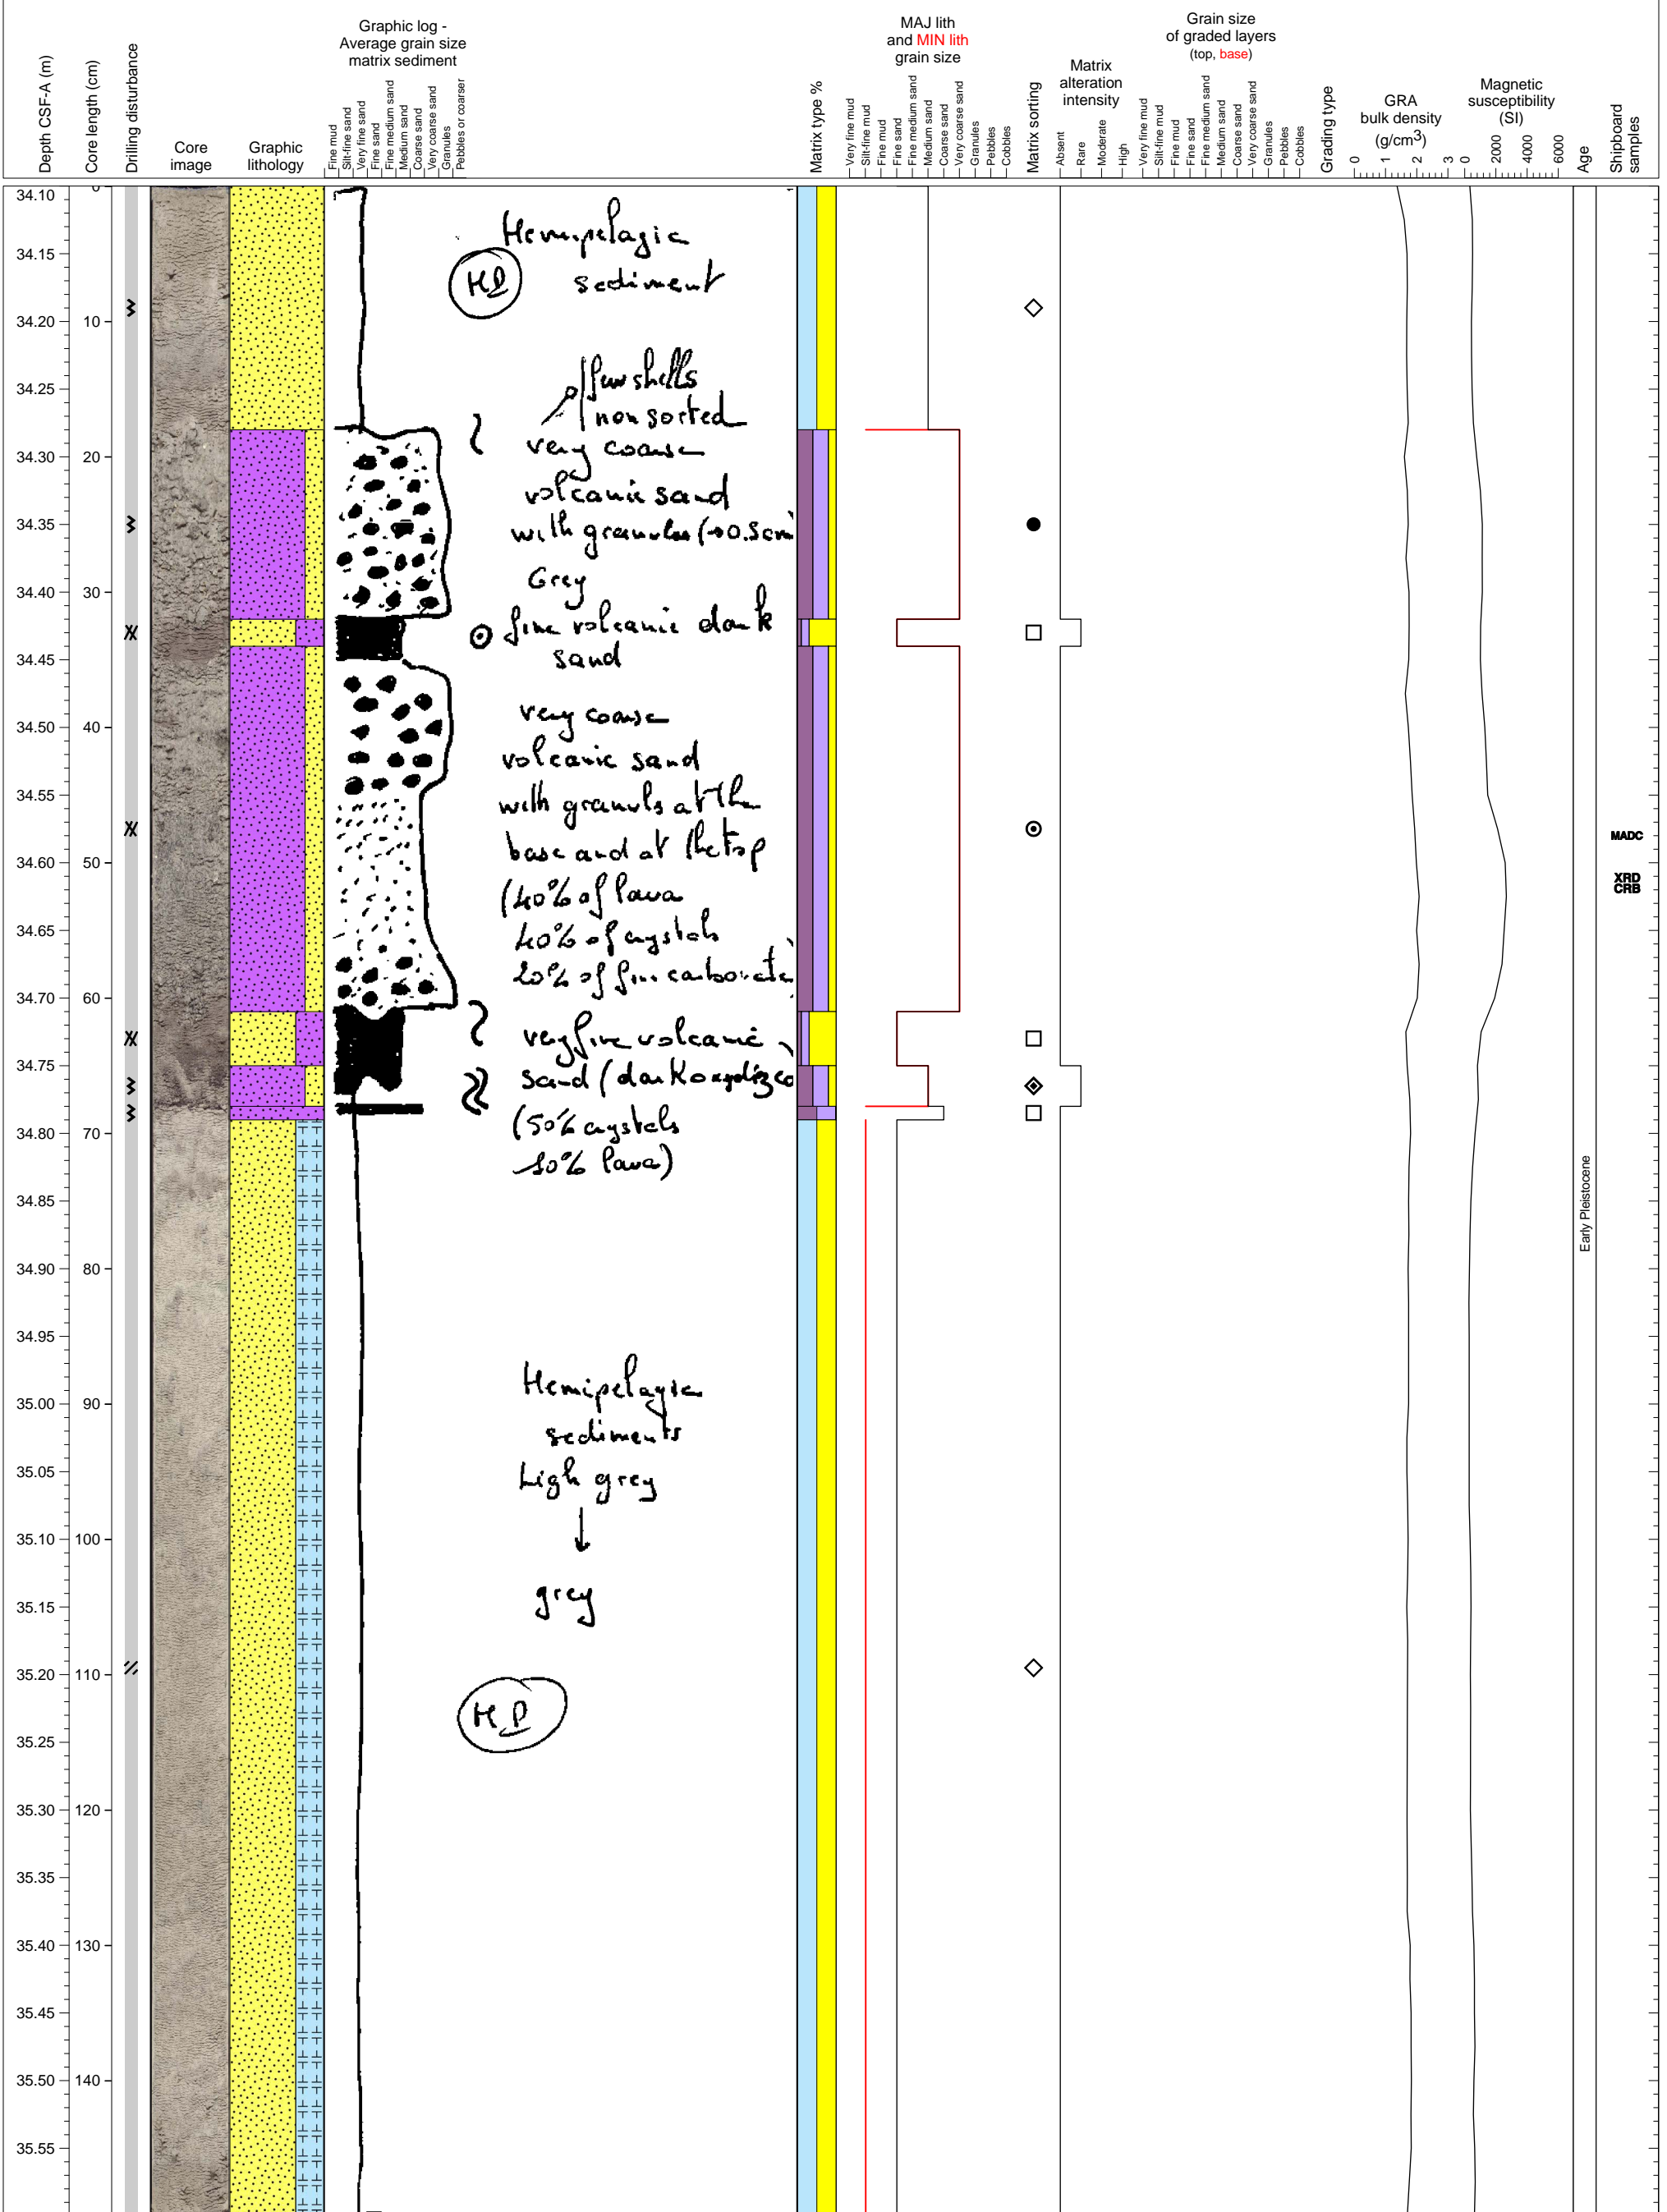 Depth CSF-A (m)
Core length (cm)
Drilling disturbance
Core
image
Graphic
lithology
Graphic log -
Average grain size
matrix sediment
Fine mud
Silt-fine sand
Very fine sand
Fine sand
Fine medium sand
Medium sand
Coarse sand
Very coarse sand
Granules
Pebbles or coarser
Matrix type %
MAJ lith
and MIN lith
grain size
Very fine mud
Silt-fine mud
Fine mud
Fine sand
Fine medium sand
Medium sand
Coarse sand
Very coarse sand
Granules
Pebbles
Cobbles
Matrix sorting
Matrix
alteration
intensity
Absent
Rare
Moderate
High
Grain size
of graded layers
(top, base)
Very fine mud
Silt-fine mud
Fine mud
Fine sand
Fine medium sand
Medium sand
Coarse sand
Very coarse sand
Granules
Pebbles
Cobbles
Grading type
GRA
bulk density
(g/cm3)
0 1 2 3
Magnetic
susceptibility
(SI)
0 2000 4000 6000
Age
Shipboard
samples
34.10 0
34.15
34.20 10
34.25
34.30 20
34.35
34.40 30
34.45
34.50 40
34.55
34.60 50
34.65
34.70 60
34.75
34.80 70
34.85
34.90 80
34.95
35.00 90
35.05
35.10 100
35.15
35.20 110
35.25
35.30 120
35.35
35.40 130
35.45
35.50 140
35.55
Hemipelagic
sediment
HP
few shells
non sorted
very coarse
volcanic sand
with granules (→0.5cm)
Grey
fine volcanic dark
sand
very coarse
volcanic sand
with granuls at the
base and at the top
(40% of lava
40% of crystals
20% of fine carbonate)
very fine volcanic
sand (dark oxydized
(50% crystals
10% lava)
Hemipelagic
sediments
Ligh grey
↓
grey
HP
MADC
XRD
CRB
Early Pleistocene